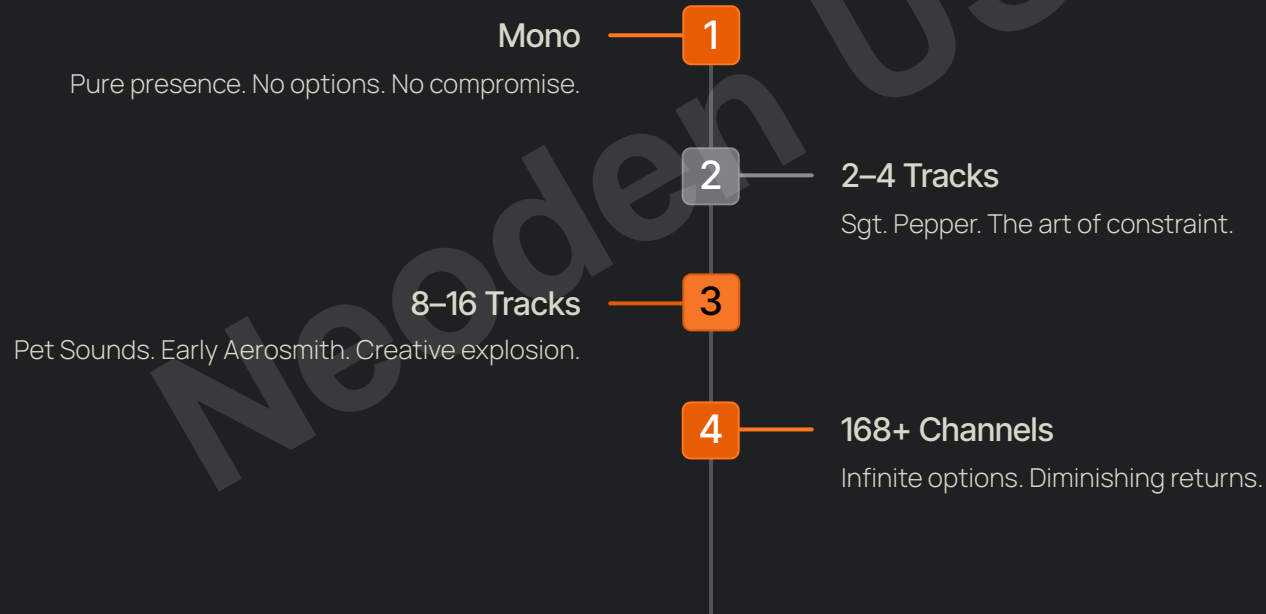 Mono
1
Pure presence. No options. No compromise.
2
2–4 Tracks
Sgt. Pepper. The art of constraint.
8–16 Tracks
3
Pet Sounds. Early Aerosmith. Creative explosion.
4
168+ Channels
Infinite options. Diminishing returns.
Neoden